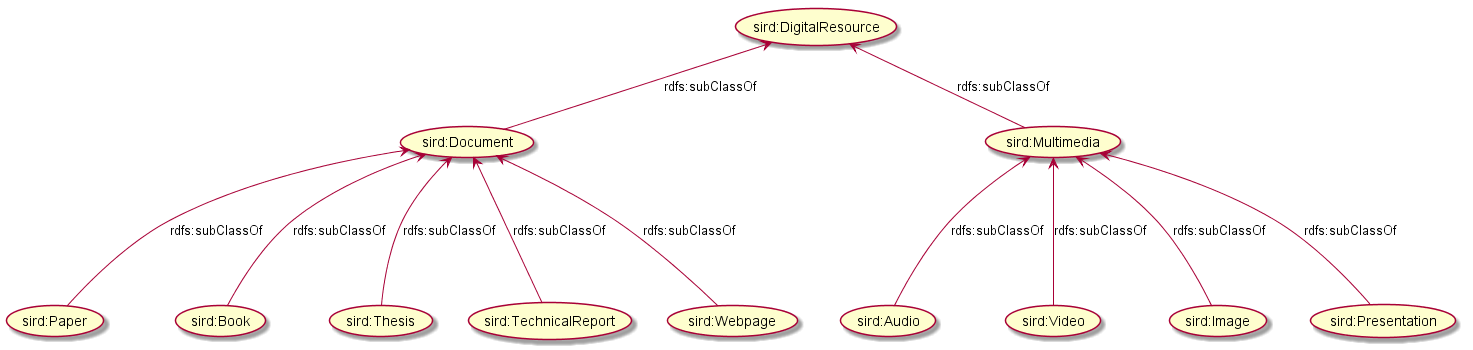 sird:DigitalResource
rdfs:subClassOf
rdfs:subClassOf
sird:Document
sird:Multimedia
rdfs:subClassOf
rdfs:subClassOf
rdfs:subClassOf
rdfs:subClassOf
rdfs:subClassOf
rdfs:subClassOf
rdfs:subClassOf
rdfs:subClassOf
rdfs:subClassOf
sird:Paper
sird:Book
sird:Thesis
sird:TechnicalReport
sird:Webpage
sird:Audio
sird:Video
sird:Image
sird:Presentation